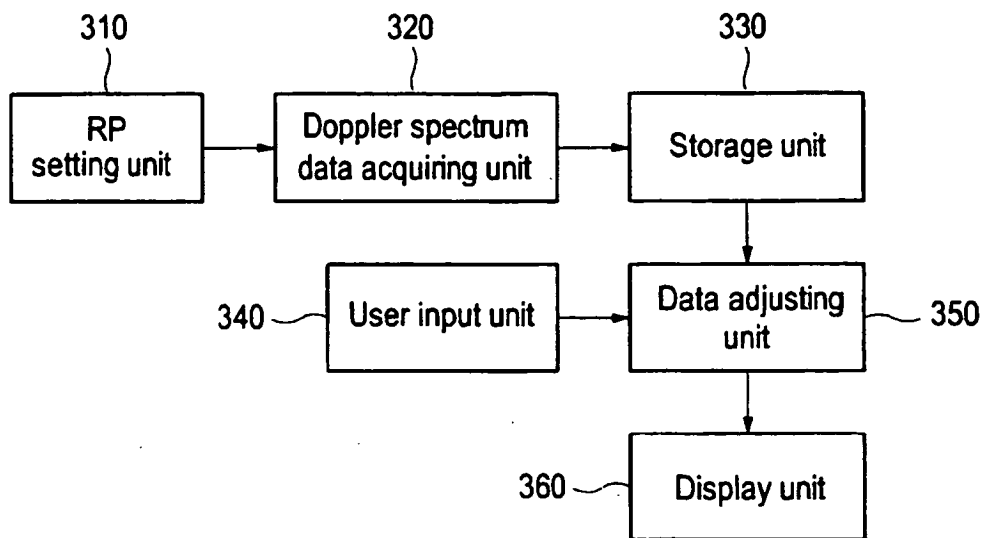 310
320
330
RP
setting unit
Doppler spectrum
data acquiring unit
Storage unit
340
User input unit
Data adjusting
unit
350
360
Display unit